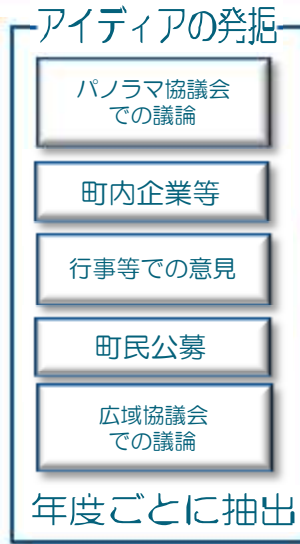 アイディアの発掘
パノラマ協議会
での議論
町内企業等
行事等での意見
町民公募
広域協議会
での議論
年度ごとに抽出